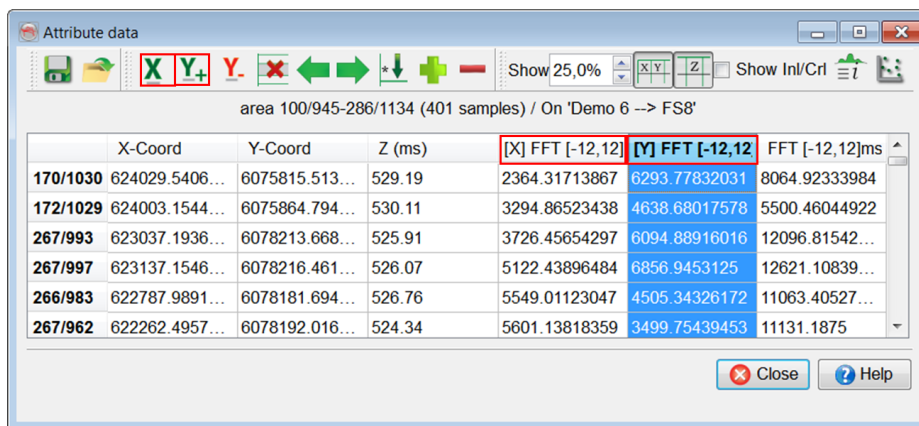 Attribute data
X Y+ Y- Show 25,0% X Y Z Show Inl/Crl
area 100/945-286/1134 (401 samples) / On 'Demo 6 --> FS8'
X-Coord Y-Coord Z (ms) [X] FFT [-12,12] [Y] FFT [-12,12] FFT [-12,12]ms
170/1030 624029.5406... 6075815.513... 529.19 2364.31713867 6293.77832031 8064.92333984
172/1029 624003.1544... 6075864.794... 530.11 3294.86523438 4638.68017578 5500.46044922
267/993 623037.1936... 6078213.668... 525.91 3726.45654297 6094.88916016 12096.81542...
267/997 623137.1546... 6078216.461... 526.07 5122.43896484 6856.9453125 12621.10839...
266/983 622787.9891... 6078181.694... 526.76 5549.01123047 4505.34326172 11063.40527...
267/962 622262.4957... 6078192.016... 524.34 5601.13818359 3499.75439453 11131.1875
Close Help